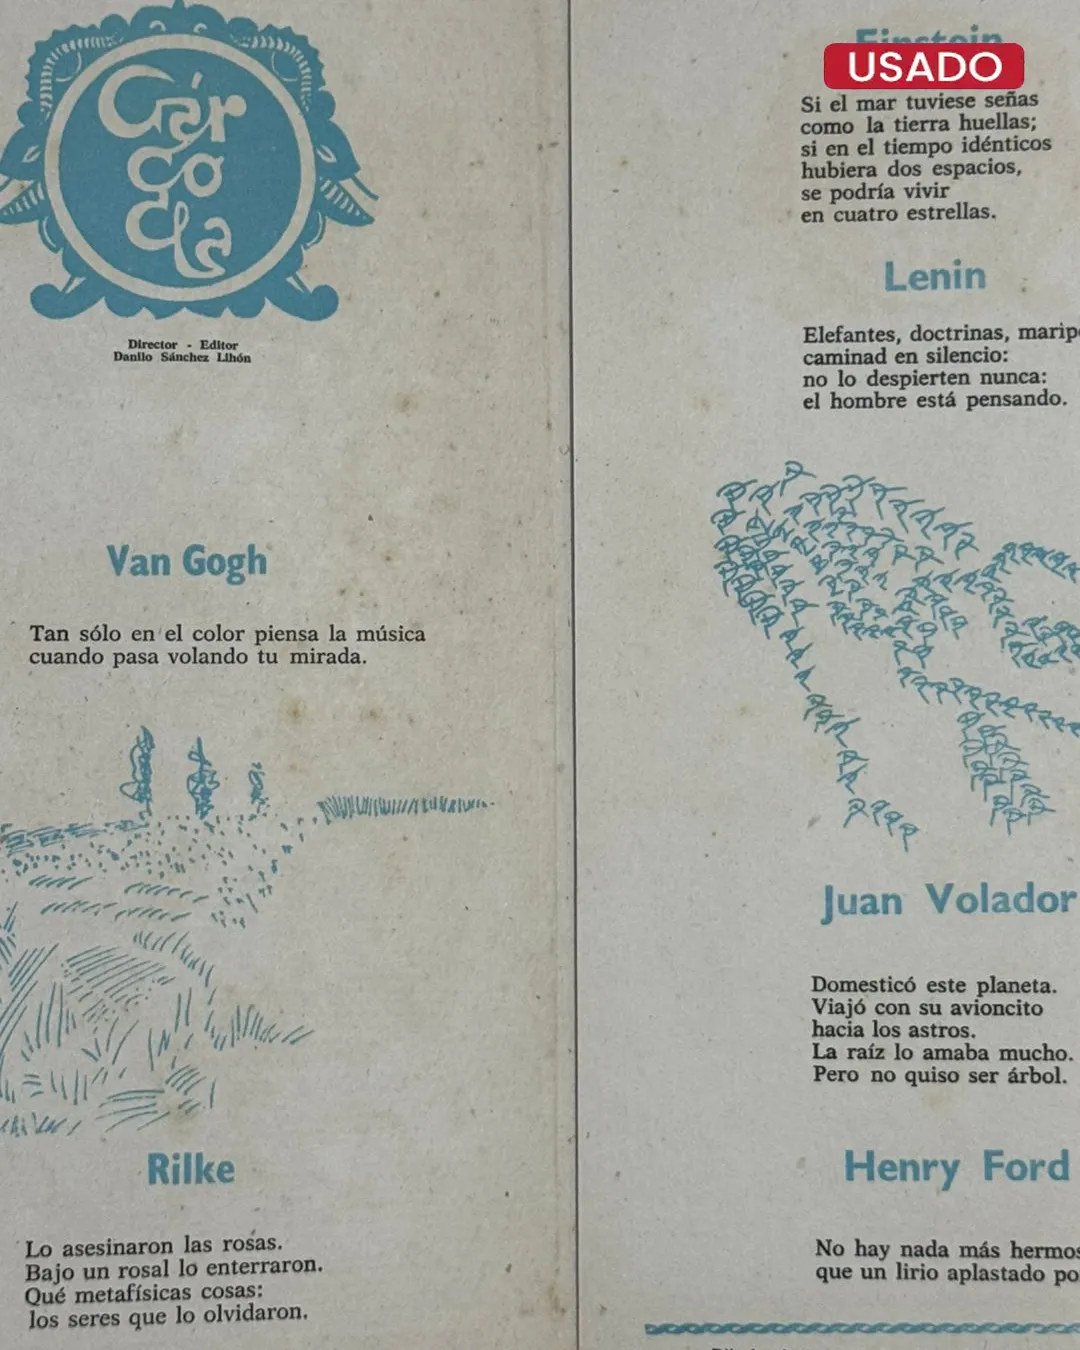 Cár
co
da
Director - Editor
Danilo Sánchez Lihón
Van Gogh
Tan sólo en el color piensa la música
cuando pasa volando tu mirada.
Rilke
Lo asesinaron las rosas.
Bajo un rosal lo enterraron.
Qué metafísicas cosas:
los seres que lo olvidaron.
Einstein
USADO
Si el mar tuviese señas
como la tierra huellas;
si en el tiempo idénticos
hubiera dos espacios,
se podría vivir
en cuatro estrellas.
Lenin
Elefantes, doctrinas,
caminad en silencio:
no lo despierten nunca:
el hombre está pensando.
Juan Volador
Domesticó este planeta.
Viajó con su avioncito
hacia los astros.
La raíz lo amaba mucho.
Pero no quiso ser árbol.
Henry Ford
No hay nada más
que un lirio aplastado